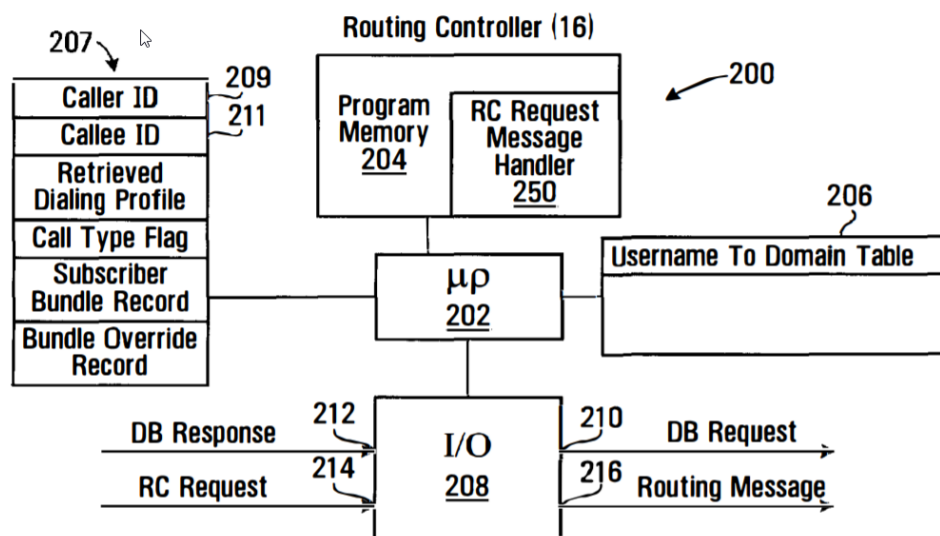 Routing Controller (16)
207
209
Caller ID
211
Callee ID
Retrieved
Dialing Profile
Call Type Flag
Subscriber
Bundle Record
Bundle Override
Record
Program
Memory
204
RC Request
Message
Handler
250
200
206
Username To Domain Table
μρ
202
212
DB Response
214
RC Request
I/O
208
210
DB Request
216
Routing Message